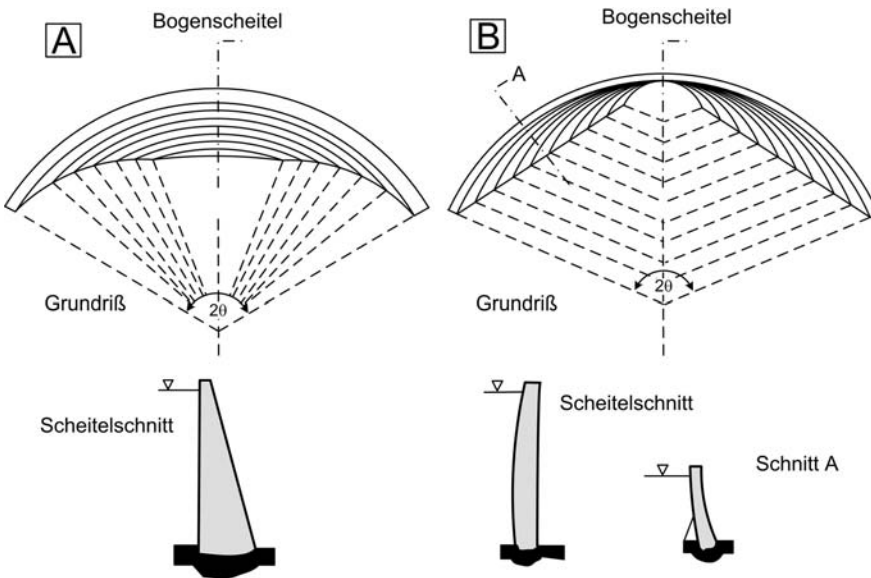 A
Bogenscheitel
2θ
Grundriß
Scheitelschnitt
B
Bogenscheitel
A
2θ
Grundriß
Scheitelschnitt
Schnitt A